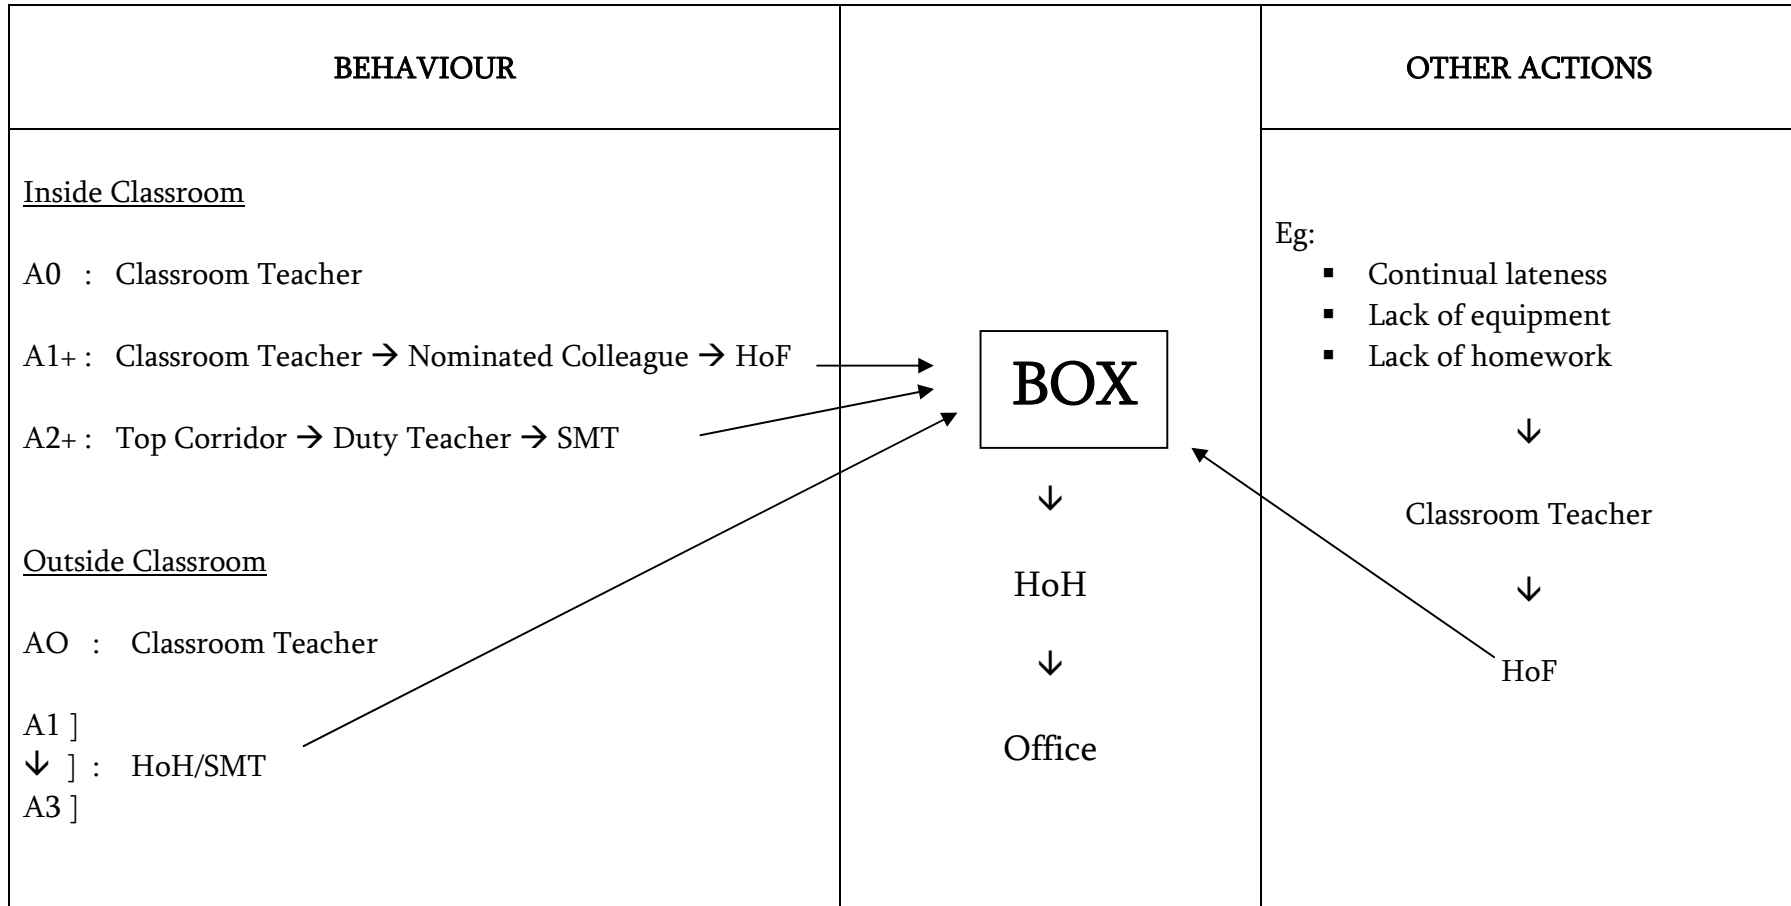 BEHAVIOUR
Inside Classroom
A0 : Classroom Teacher
A1+ : Classroom Teacher → Nominated Colleague → HoF
A2+ : Top Corridor → Duty Teacher → SMT
Outside Classroom
AO : Classroom Teacher
A1 ]
↓ ] : HoH/SMT
A3 ]
BOX
↓
HoH
↓
Office
OTHER ACTIONS
Eg:
▪ Continual lateness
▪ Lack of equipment
▪ Lack of homework
↓
Classroom Teacher
↓
HoF